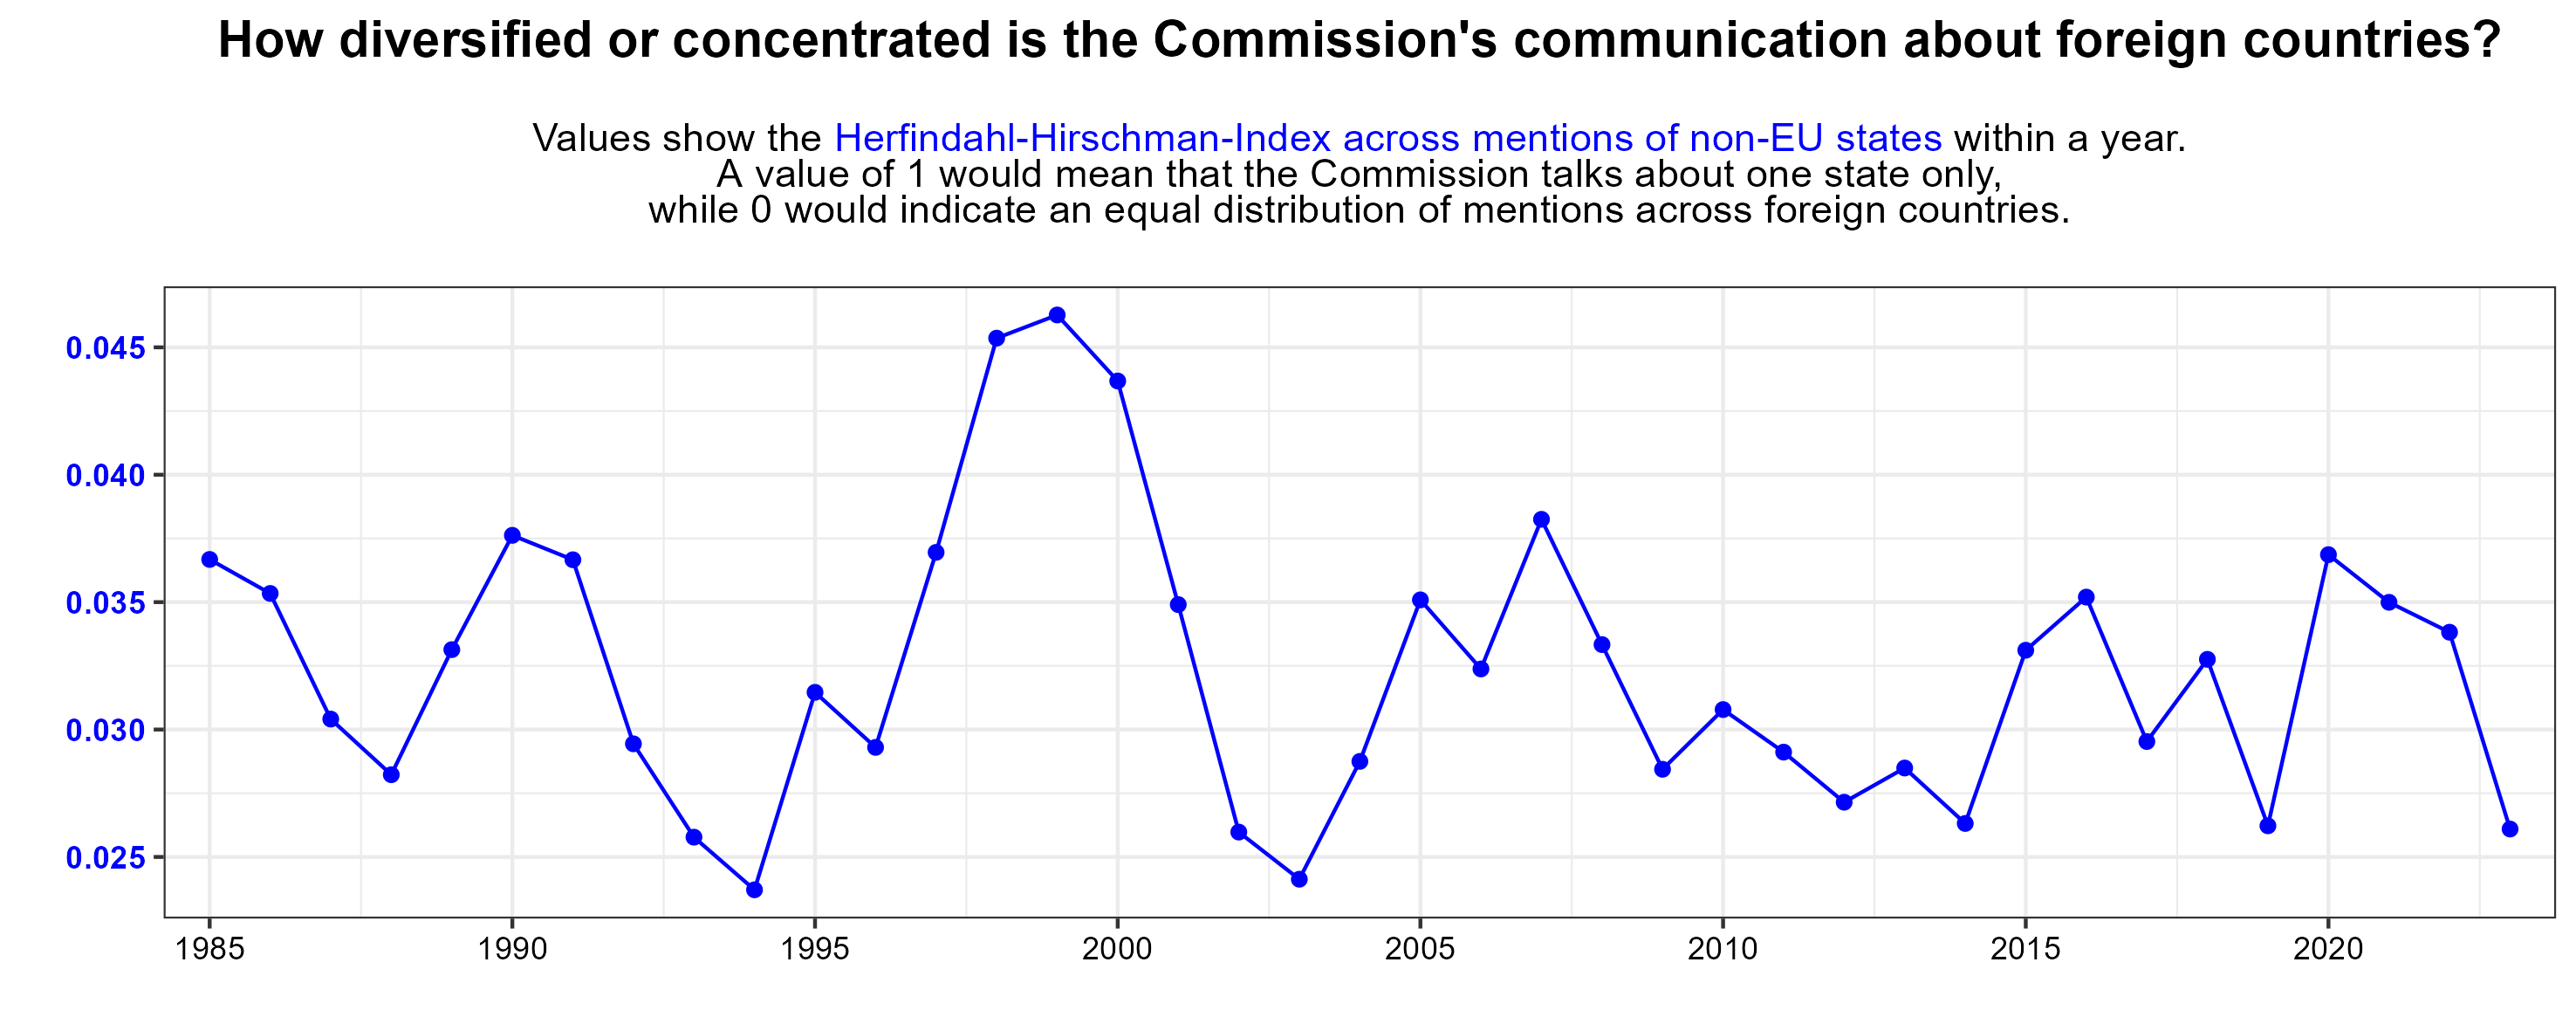 How diversified or concentrated is the Commission's communication about foreign countries?
Values show the Herfindahl-Hirschman-Index across mentions of non-EU states within a year.
A value of 1 would mean that the Commission talks about one state only,
while 0 would indicate an equal distribution of mentions across foreign countries.
0.045
0.040
0.035
0.030
0.025
1985 1990 1995 2000 2005 2010 2015 2020